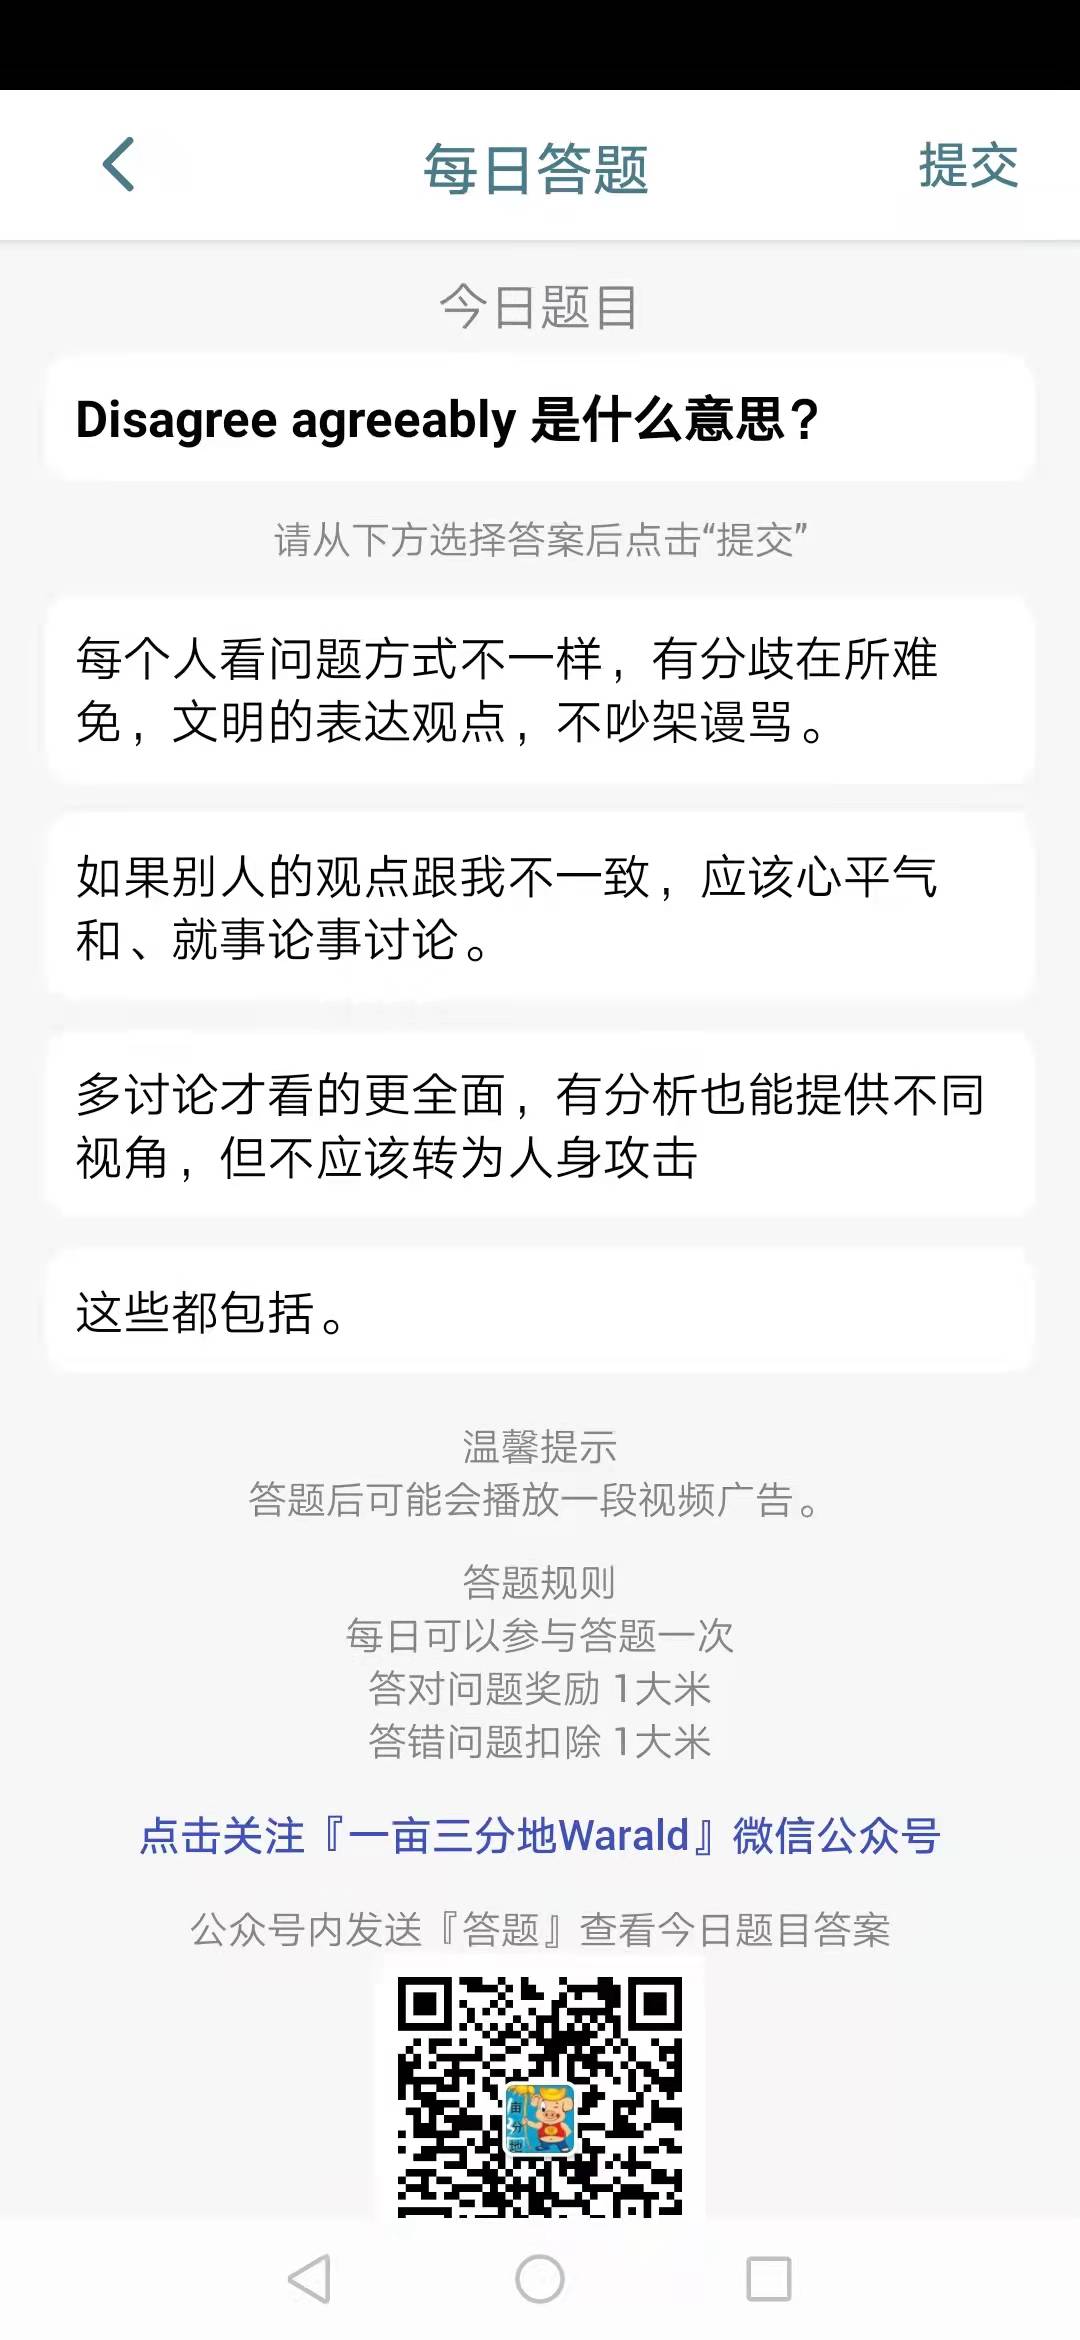 每日答题
提交
今日题目
Disagree agreeably 是什么意思？
请从下方选择答案后点击“提交”
每个人看问题方式不一样，有分歧在所难
免，文明的表达观点，不吵架谩骂。
如果别人的观点跟我不一致，应该心平气
和、就事论事讨论。
多讨论才看的更全面，有分析也能提供不同
视角，但不应该转为人身攻击
这些都包括。
温馨提示
答题后可能会播放一段视频广告。
答题规则
每日可以参与答题一次
答对问题奖励 1大米
答错问题扣除 1大米
点击关注『一亩三分地Warald』微信公众号
公众号内发送『答题』查看今日题目答案
亩
分
地